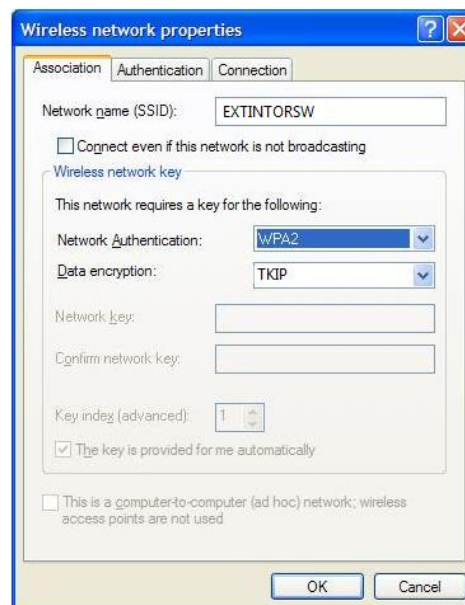 Wireless network properties
Association Authentication Connection
Network name (SSID): EXTINTORSW
Connect even if this network is not broadcasting
Wireless network key
This network requires a key for the following:
Network Authentication: WPA2
Data encryption: TKIP
Network key:
Confirm network key:
Key index (advanced): 1
The key is provided for me automatically
This is a computer-to-computer (ad hoc) network; wireless
access points are not used
OK Cancel